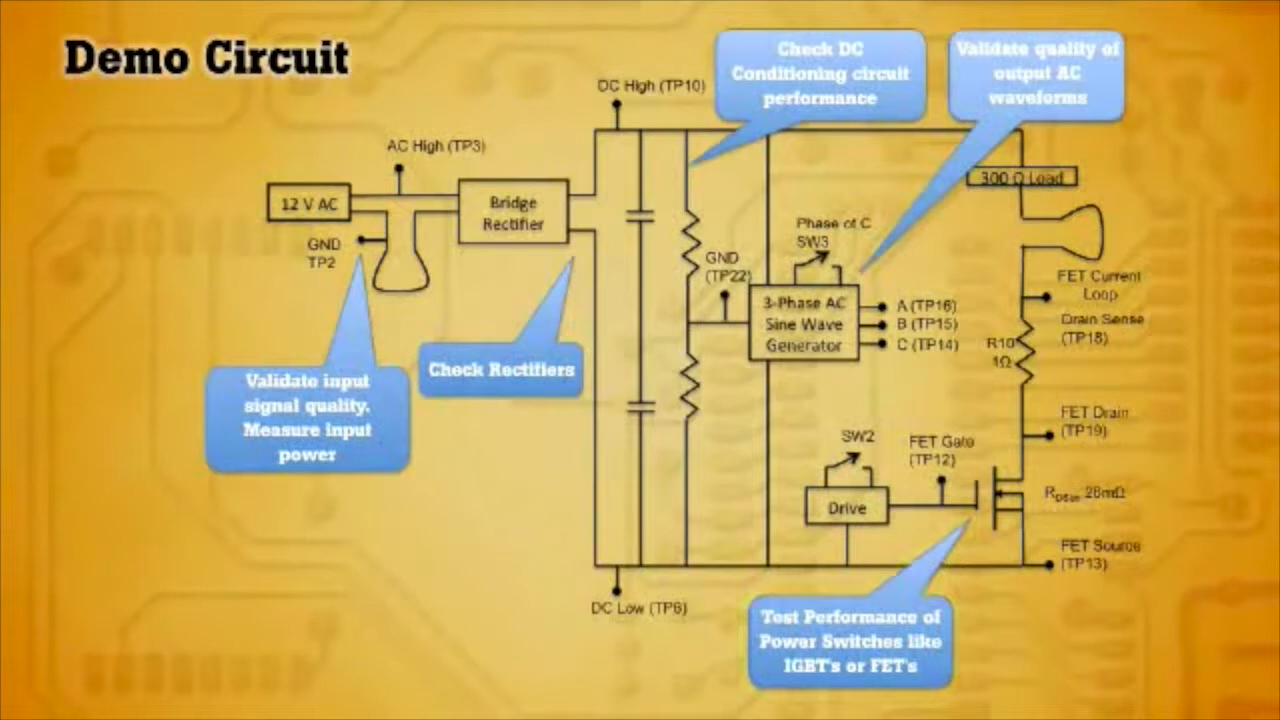 Demo Circuit
Check DC
Conditioning circuit
performance
Validate quality of
output AC
waveforms
DC High (TP10)
AC High (TP3)
12 V AC
Bridge
Rectifier
300 Ω Load
GND
TP2
Phase of C
SW3
GND
(TP22)
3-Phase AC
Sine Wave
Generator
A (TP16)
B (TP15)
C (TP14)
FET Current
Loop
Drain Sense
(TP18)
R10
1Ω
Check Rectifiers
Validate input
signal quality.
Measure input
power
FET Drain
(TP19)
SW2
FET Gate
(TP12)
Drive
28mΩ
FET Source
(TP13)
DC Low (TP6)
Test Performance of
Power Switches like
IGBT's or FET's